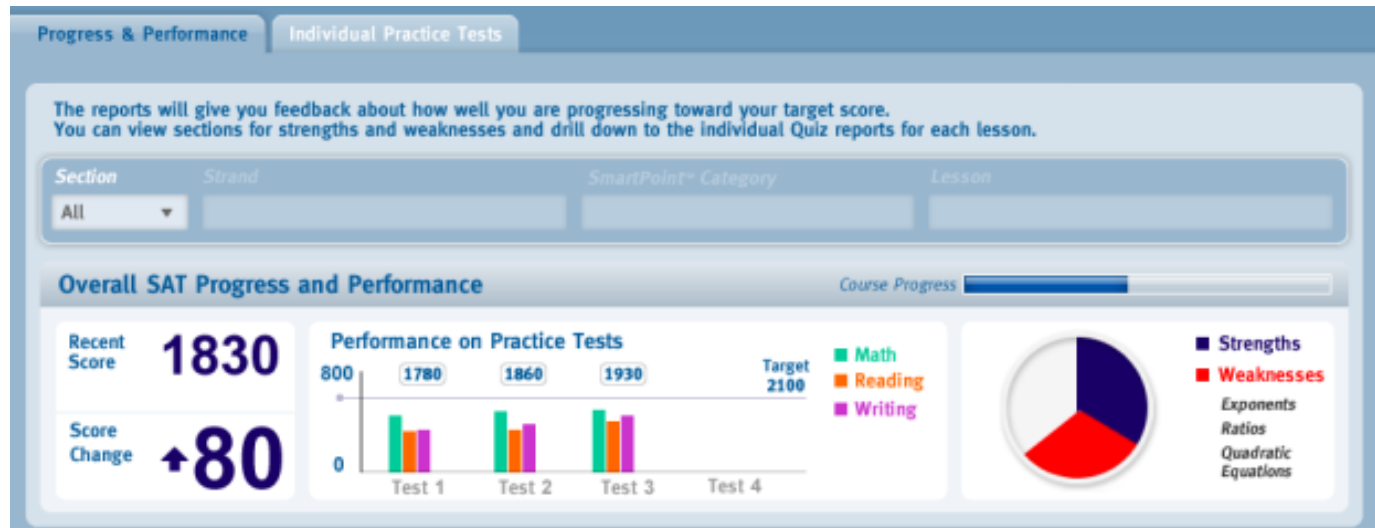 Progress & Performance
Individual Practice Tests
The reports will give you feedback about how well you are progressing toward your target score.
You can view sections for strengths and weaknesses and drill down to the individual Quiz reports for each lesson.
Section
Strand
SmartPoint™ Category
Lesson
All
Overall SAT Progress and Performance
Course Progress
Recent
Score
1830
Score
Change
80
Performance on Practice Tests
800
1780
1860
1930
Target
2100
0
Test 1
Test 2
Test 3
Test 4
Math
Reading
Writing
Strengths
Weaknesses
Exponents
Ratios
Quadratic
Equations